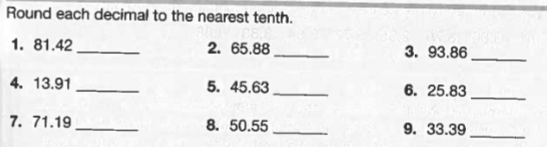 Round each decimal to the nearest tenth.
1. 81.42 ______ 2. 65.88 ______ 3. 93.86 ______
4. 13.91 ______ 5. 45.63 ______ 6. 25.83 ______
7. 71.19 ______ 8. 50.55 ______ 9. 33.39 ______